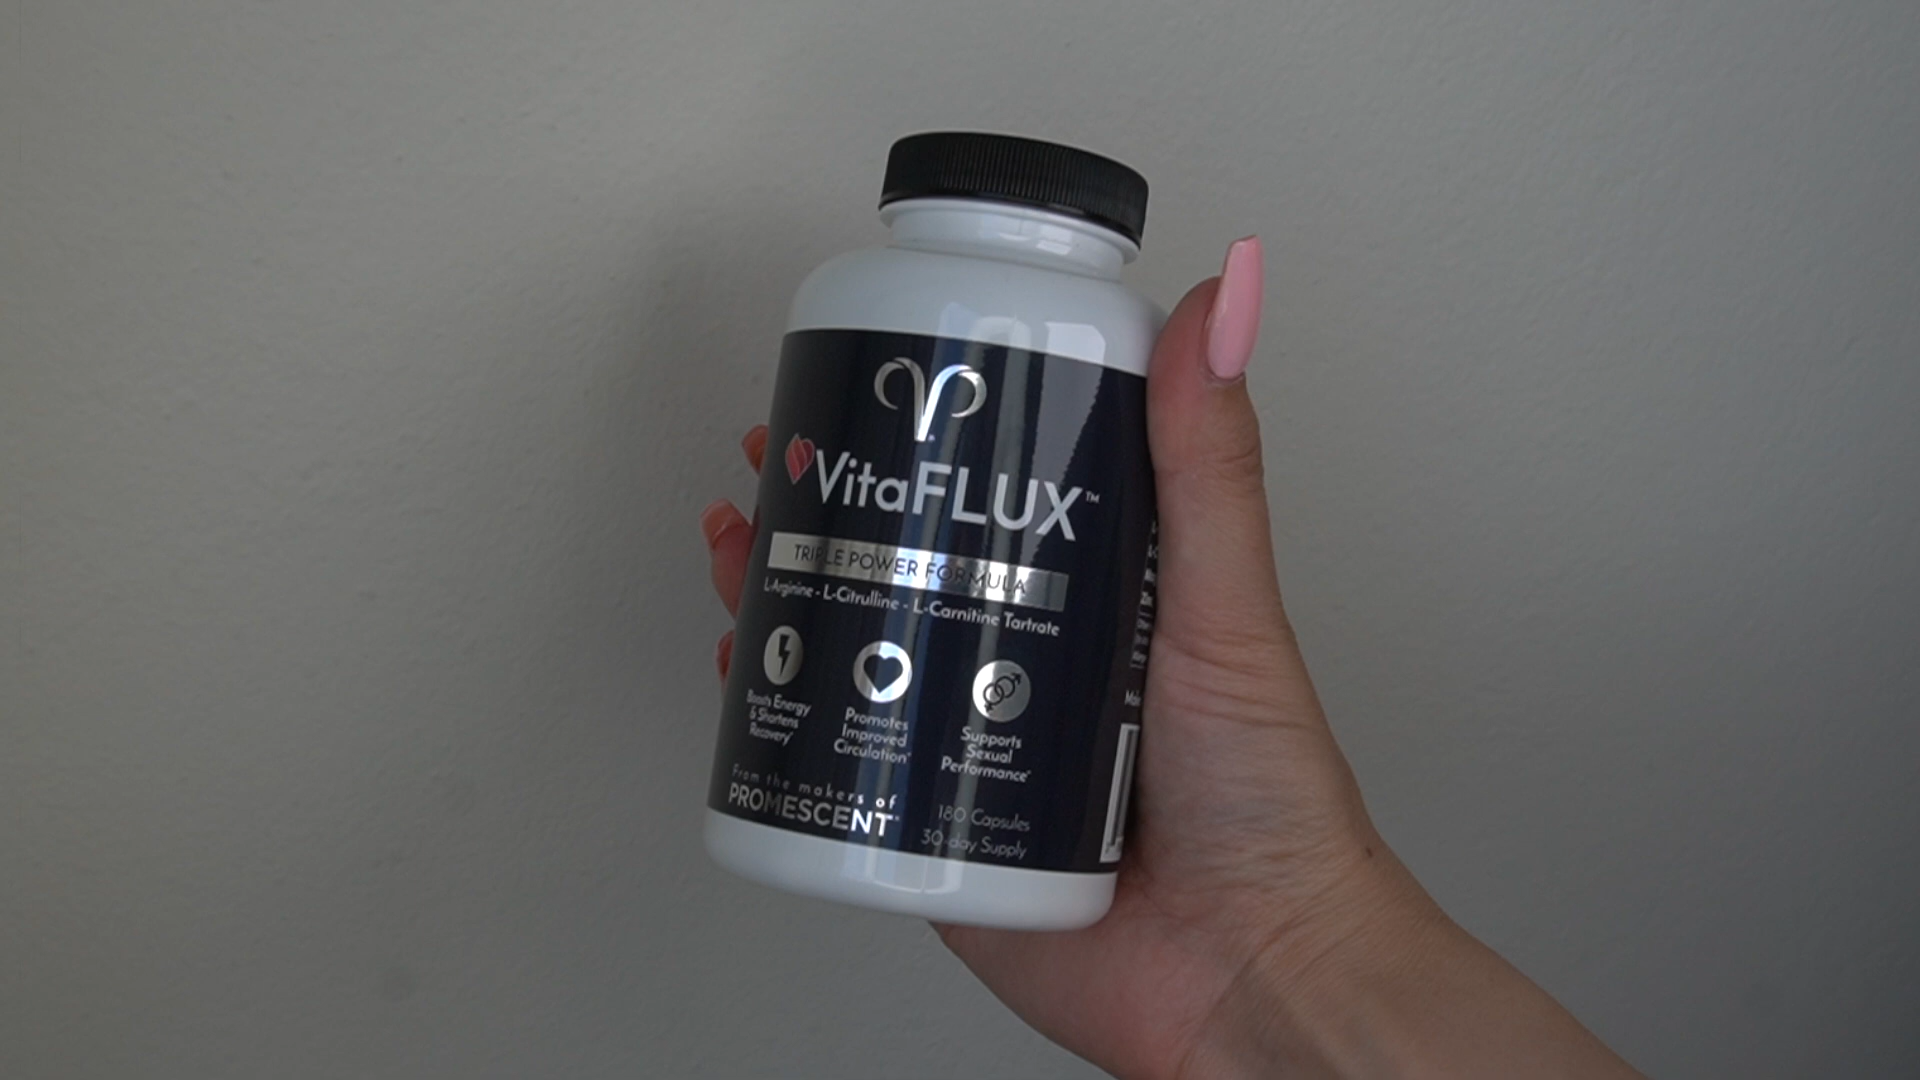 VitaFLUX™
TRIPLE POWER FORMULA
L-Arginine - L-Citrulline - L-Carnitine Tartrate
Boosts Energy
& Shortens
Recovery*
Promotes
Improved
Circulation*
Supports
Sexual
Performance*
From the makers of
PROMESCENT®
180 Capsules
30-day Supply